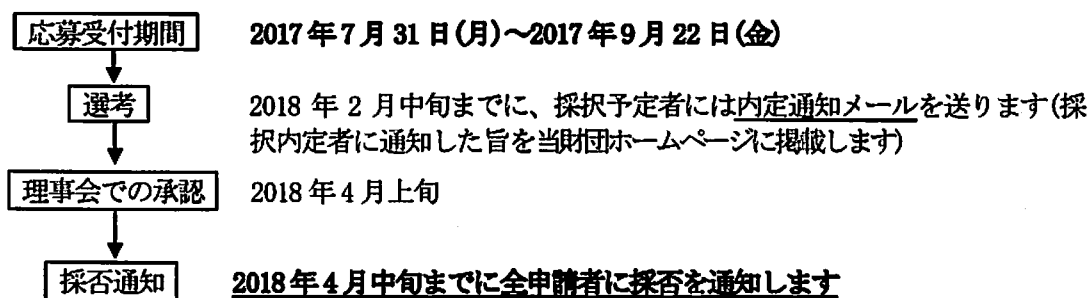 応募受付期間 2017年7月31日(月)～2017年9月22日(金)
選考 2018年2月中旬までに、採択予定者には内定通知メールを送ります(採
択内定者に通知した旨を当財団ホームページに掲載します)
理事会での承認 2018年4月上旬
採否通知 2018年4月中旬までに全申請者に採否を通知します